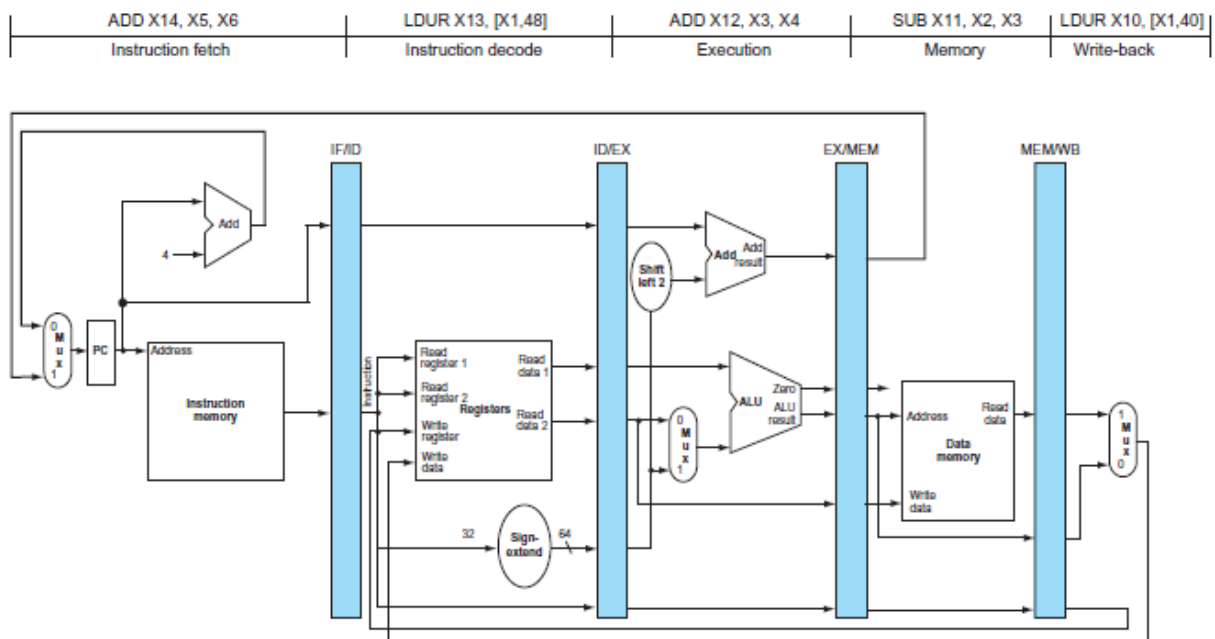 ADD X14, X5, X6
LDUR X13, [X1,48]
ADD X12, X3, X4
SUB X11, X2, X3
LDUR X10, [X1,40]
Instruction fetch
Instruction decode
Execution
Memory
Write-back
IF/ID
ID/EX
EX/MEM
MEM/WB
Add
4
Shift
left 2
Add
Add
result
0
M
u
x
1
PC
Address
Instruction
memory
Instruction
Read
register 1
Read
register 2
Write
register
Write
data
Registers
Read
data 1
Read
data 2
0
M
u
x
1
ALU
Zero
ALU
result
Address
Read
data
Data
memory
Write
data
1
M
u
x
0
32
Sign-
extend
64